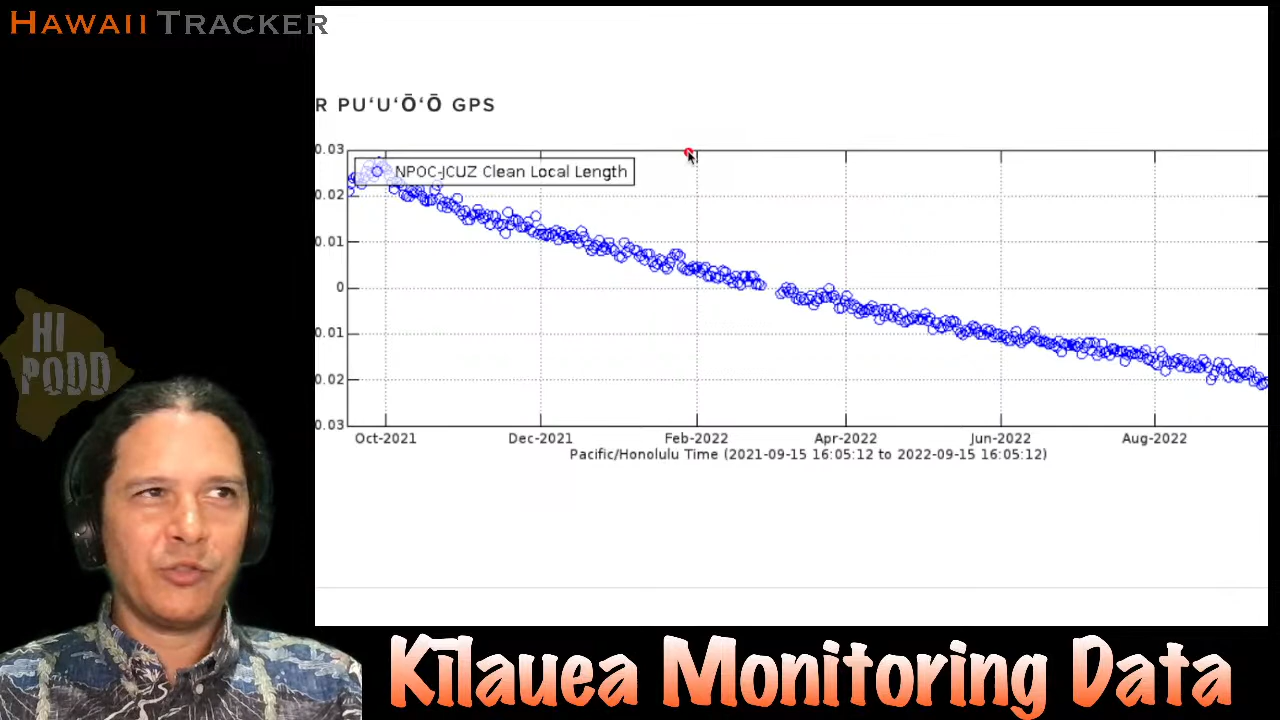 HAWAII TRACKER
R PUʻUʻŌʻŌ GPS
0.03
NPOC-JCUZ Clean Local Length
0.02
0.01
0
0.01
0.02
0.03
Oct-2021 Dec-2021 Feb-2022 Apr-2022 Jun-2022 Aug-2022
Pacific/Honolulu Time (2021-09-15 16:05:12 to 2022-09-15 16:05:12)
HI
PODD
Kīlauea Monitoring Data